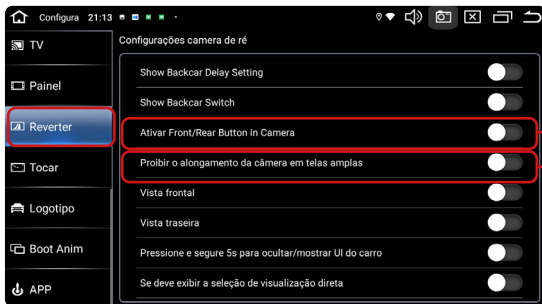 Configura 21:13
TV
Painel
Reverter
Tocar
Logotipo
Boot Anim
APP
Configurações camera de ré
Show Backcar Delay Setting
Show Backcar Switch
Ativar Front/Rear Button in Camera
Proibir o alongamento da câmera em telas amplas
Vista frontal
Vista traseira
Pressione e segure 5s para ocultar/mostrar UI do carro
Se deve exibir a seleção de visualização direta